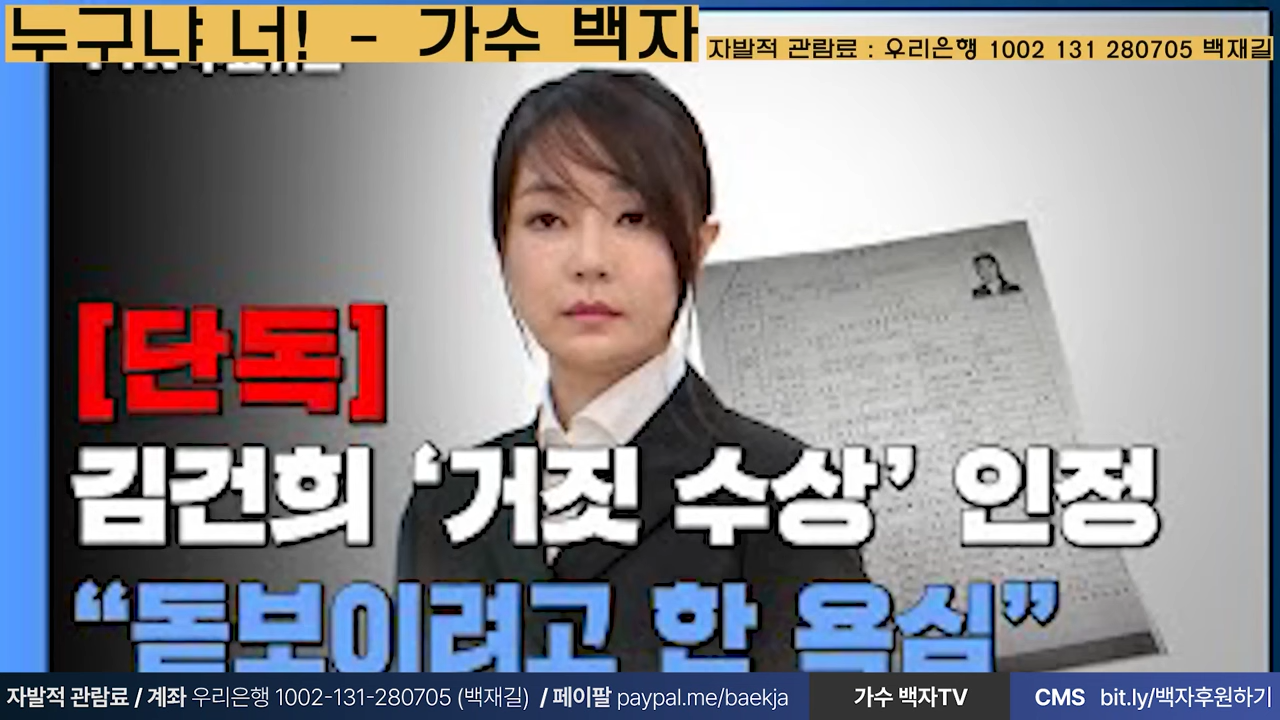 누구냐 너! - 가수 백자
자발적 관람료 : 우리은행 1002 131 280705 백재길
[단독]
김건희 ‘거짓 수상’ 인정
“돋보이려고 한 욕심”
자발적 관람료 / 계좌 우리은행 1002-131-280705 (백재길) / 페이팔 paypal.me/baekja
가수 백자TV
CMS bit.ly/백자후원하기